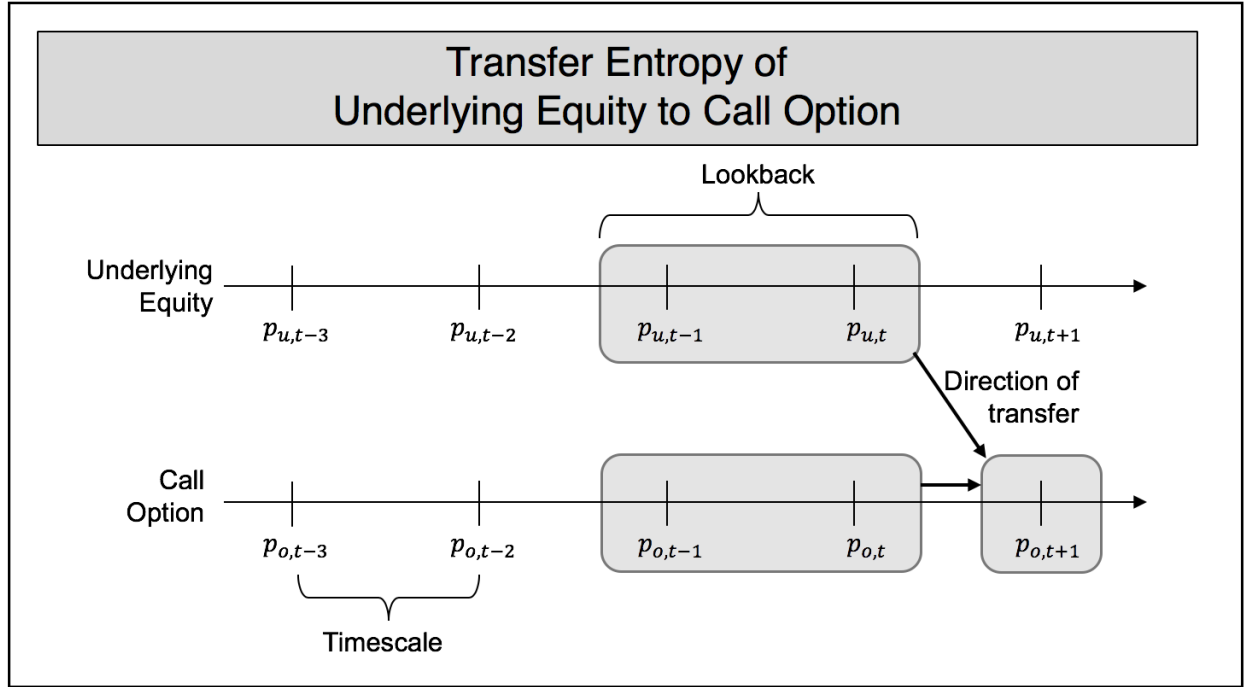 Transfer Entropy of
Underlying Equity to Call Option
Lookback
Underlying
Equity
p_{u,t−3} p_{u,t−2} p_{u,t−1} p_{u,t} p_{u,t+1}
Direction of
transfer
Call
Option
p_{o,t−3} p_{o,t−2} p_{o,t−1} p_{o,t} p_{o,t+1}
Timescale